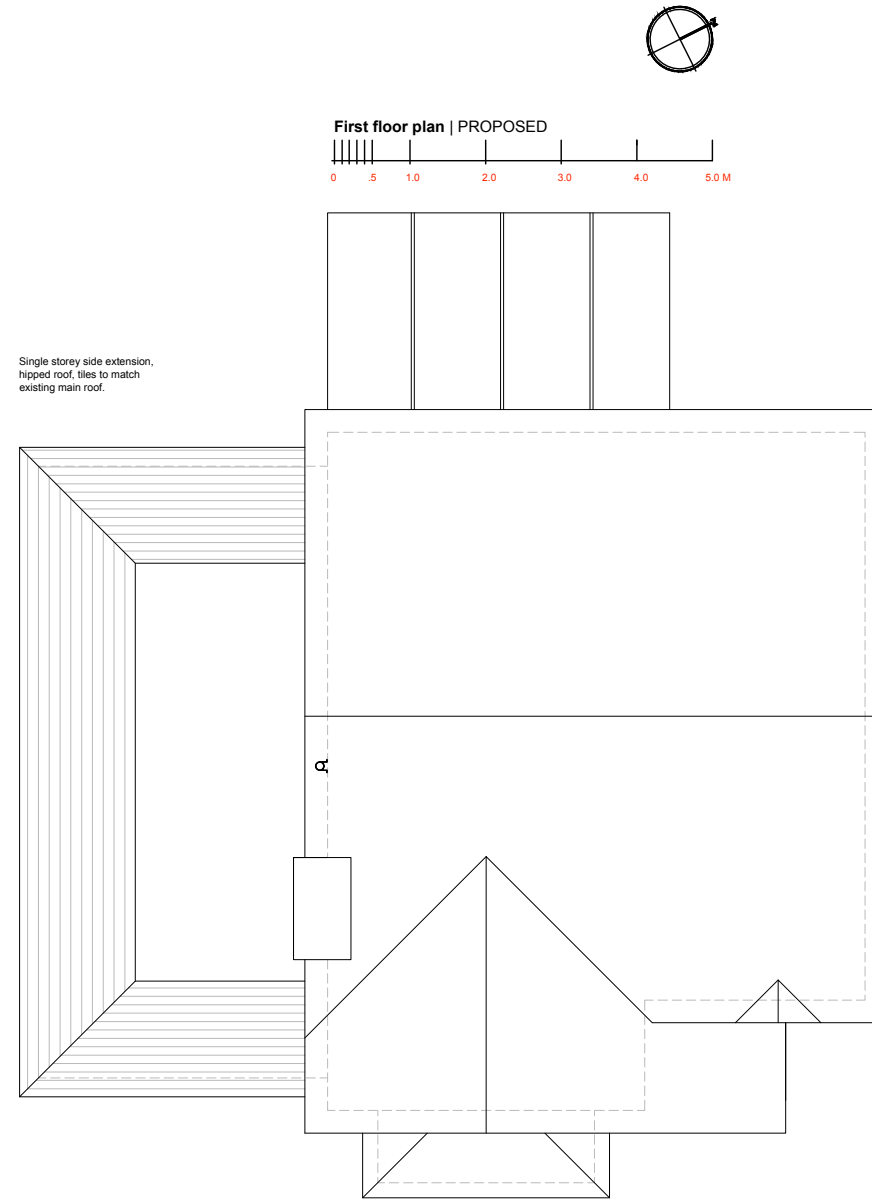 First floor plan | PROPOSED
0 .5 1.0 2.0 3.0 4.0 5.0 M
Single storey side extension,
hipped roof, tiles to match
existing main roof.